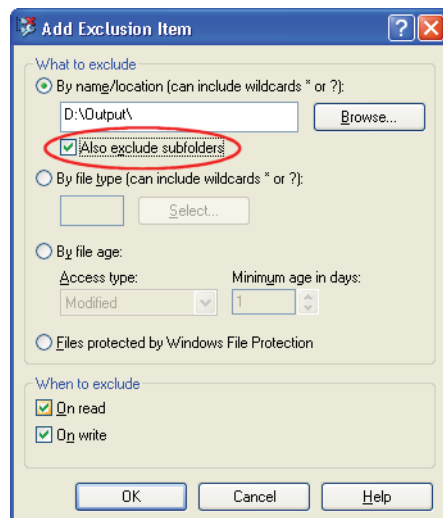 Add Exclusion Item
What to exclude
By name/location (can include wildcards * or ?):
D:\Output\
Browse...
Also exclude subfolders
By file type (can include wildcards * or ?):
Select...
By file age:
Access type: Minimum age in days:
Modified 1
Files protected by Windows File Protection
When to exclude
On read
On write
OK Cancel Help